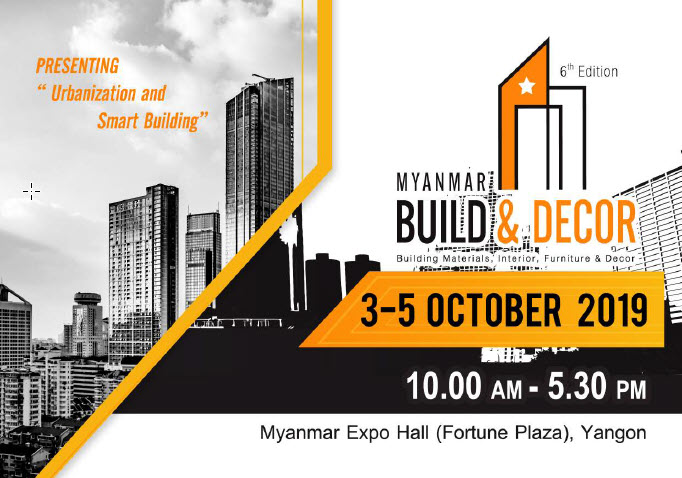 PRESENTING
“ Urbanization and
Smart Building”
6th Edition
MYANMAR
BUILD & DECOR
Building Materials, Interior, Furniture & Decor
3-5 OCTOBER 2019
10.00 AM - 5.30 PM
Myanmar Expo Hall (Fortune Plaza), Yangon